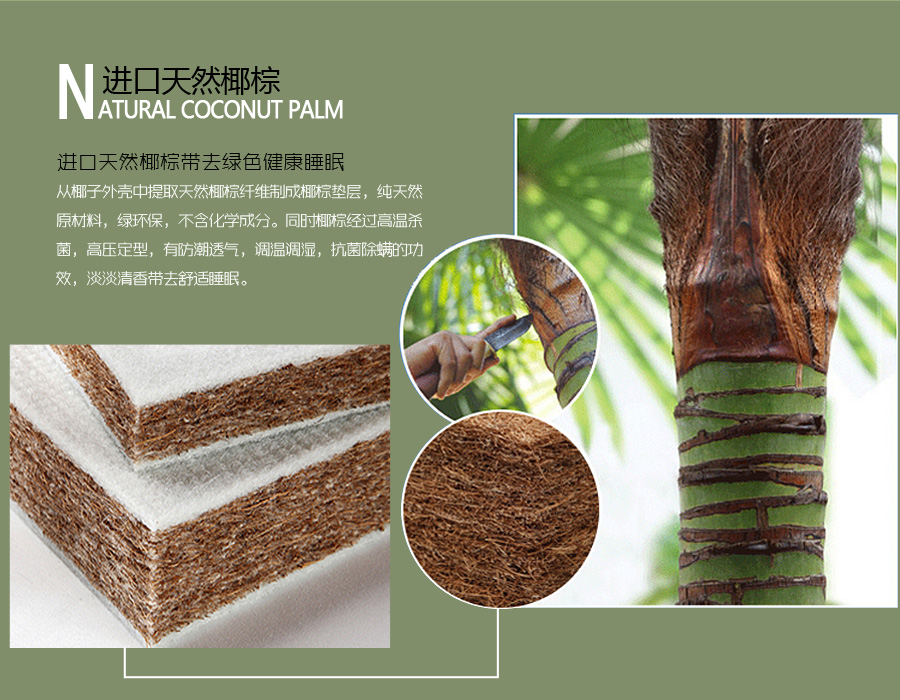 进口天然椰棕
NATURAL COCONUT PALM
进口天然椰棕带去绿色健康睡眠
从椰子外壳中提取天然椰棕纤维制成椰棕垫层，纯天然
原材料，绿环保，不含化学成分。同时椰棕经过高温杀
菌，高压定型，有防潮透气，调温调湿，抗菌除螨的功
效，淡淡清香带去舒适睡眠。